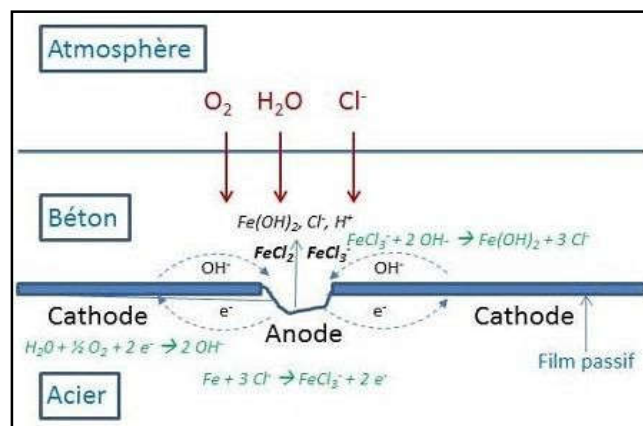 Atmosphère
O₂ H₂O Cl⁻
Béton
Fe(OH)₂, Cl⁻, H⁺
FeCl₂ FeCl₃⁻
FeCl₃⁻ + 2 OH- → Fe(OH)₂ + 3 Cl⁻
OH⁻ OH⁻
Cathode e⁻ Anode e⁻ Cathode
H₂O + ½ O₂ + 2 e⁻ → 2 OH⁻
Film passif
Fe + 3 Cl⁻ → FeCl₃⁻ + 2 e⁻
Acier